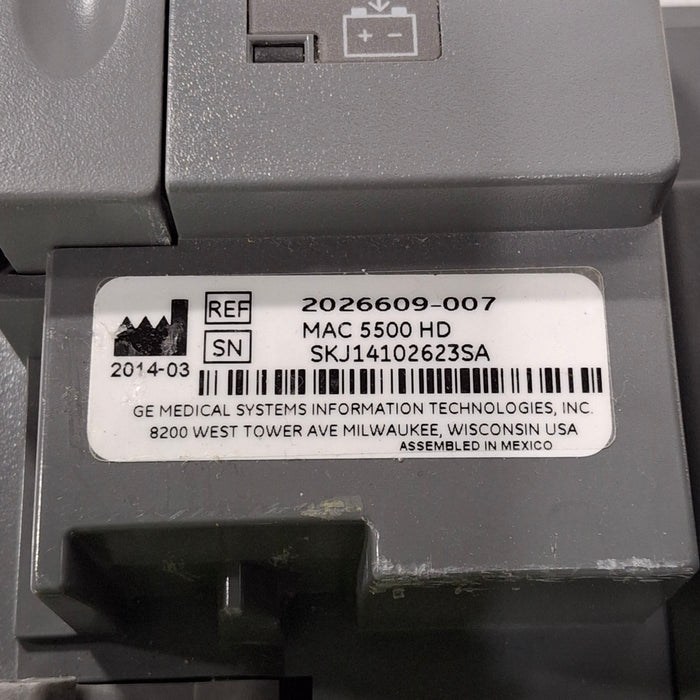 REF 2026609-007
MAC 5500 HD
SN SKJ14102623SA
2014-03
GE MEDICAL SYSTEMS INFORMATION TECHNOLOGIES, INC.
8200 WEST TOWER AVE MILWAUKEE, WISCONSIN USA
ASSEMBLED IN MEXICO